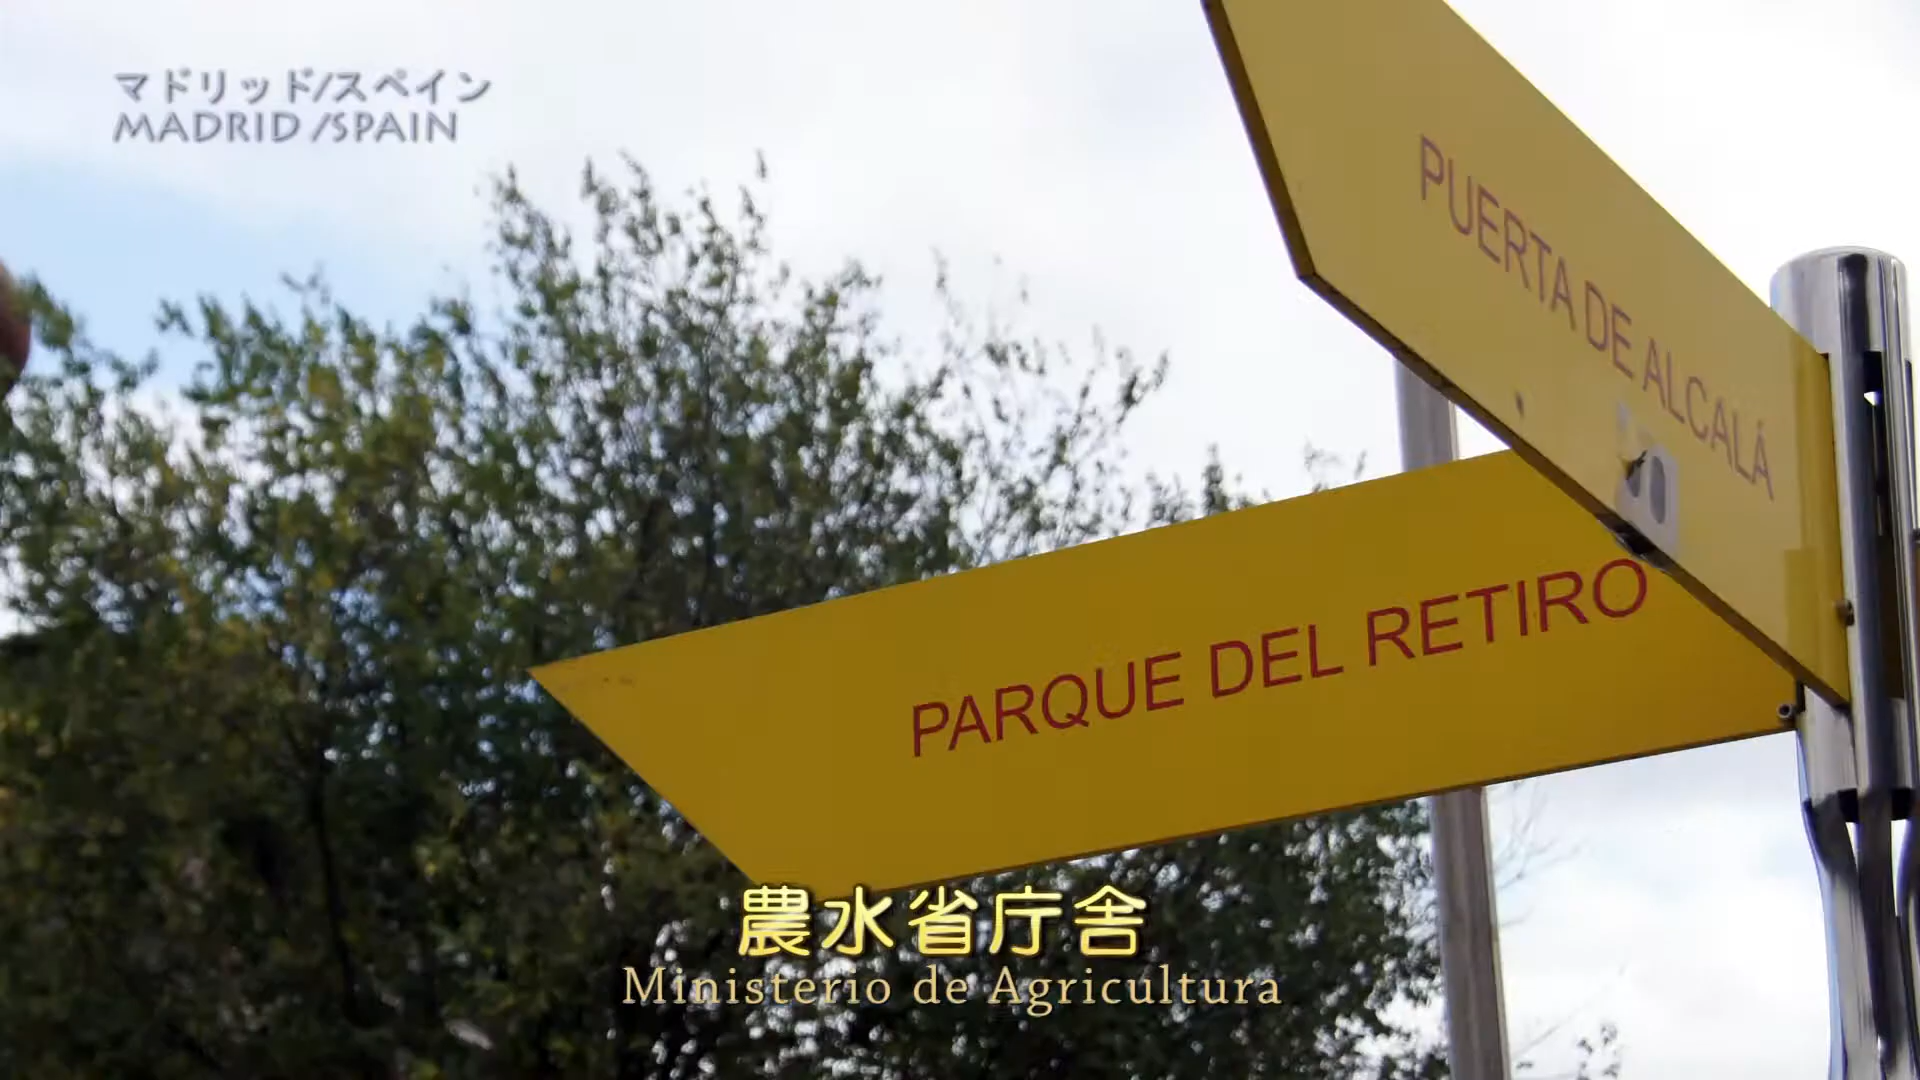 マドリッド/スペイン
MADRID /SPAIN
PUERTA DE ALCALÁ
PARQUE DEL RETIRO
農水省庁舎
Ministerio de Agricultura